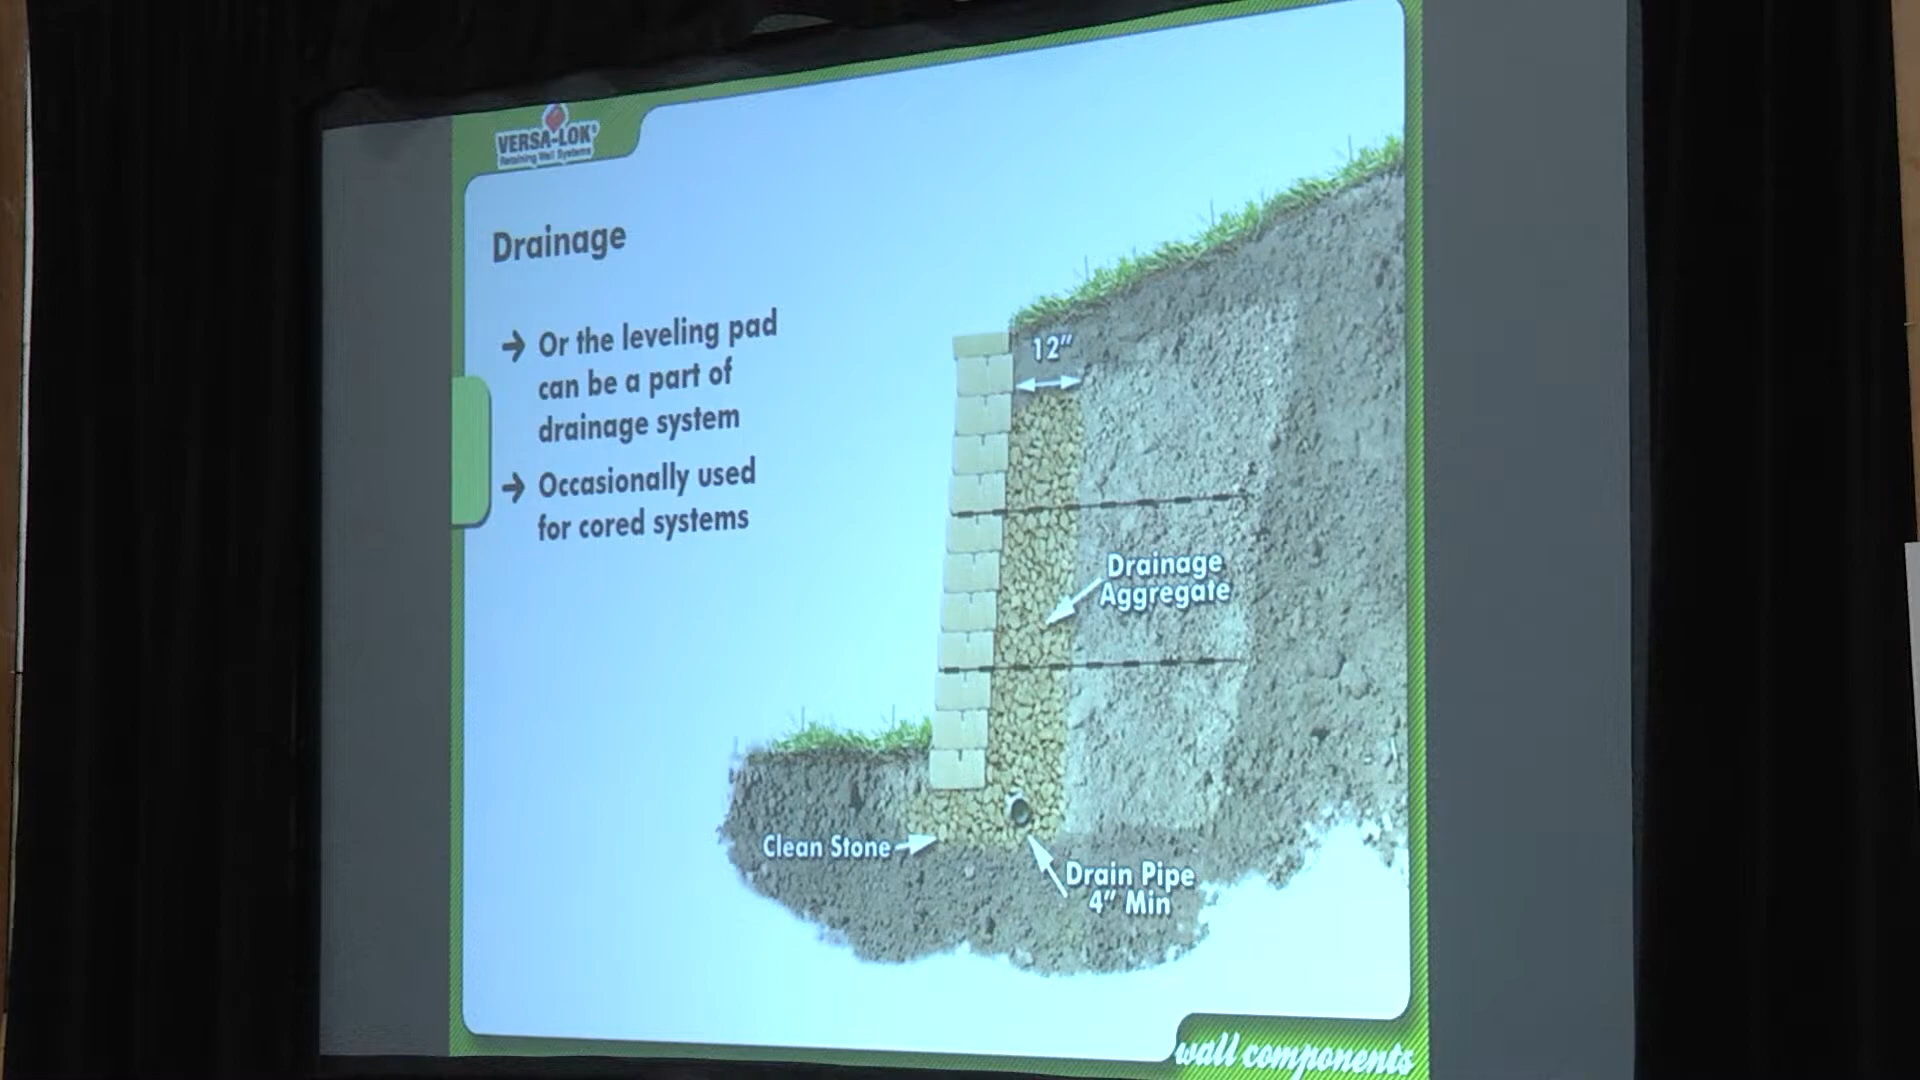 VERSA-LOK®
Retaining Wall Systems
Drainage
→ Or the leveling pad
can be a part of
drainage system
→ Occasionally used
for cored systems
12"
Drainage
Aggregate
Clean Stone
Drain Pipe
4" Min
wall components